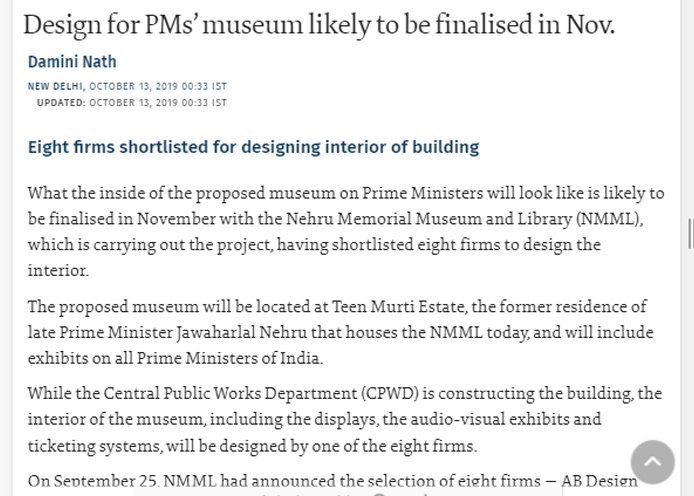 Design for PMs’ museum likely to be finalised in Nov.
Damini Nath
NEW DELHI, OCTOBER 13, 2019 00:33 IST
UPDATED: OCTOBER 13, 2019 00:33 IST
Eight firms shortlisted for designing interior of building
What the inside of the proposed museum on Prime Ministers will look like is likely to
be finalised in November with the Nehru Memorial Museum and Library (NMML),
which is carrying out the project, having shortlisted eight firms to design the
interior.
The proposed museum will be located at Teen Murti Estate, the former residence of
late Prime Minister Jawaharlal Nehru that houses the NMML today, and will include
exhibits on all Prime Ministers of India.
While the Central Public Works Department (CPWD) is constructing the building, the
interior of the museum, including the displays, the audio-visual exhibits and
ticketing systems, will be designed by one of the eight firms.
On September 25, NMML had announced the selection of eight firms — AB Design